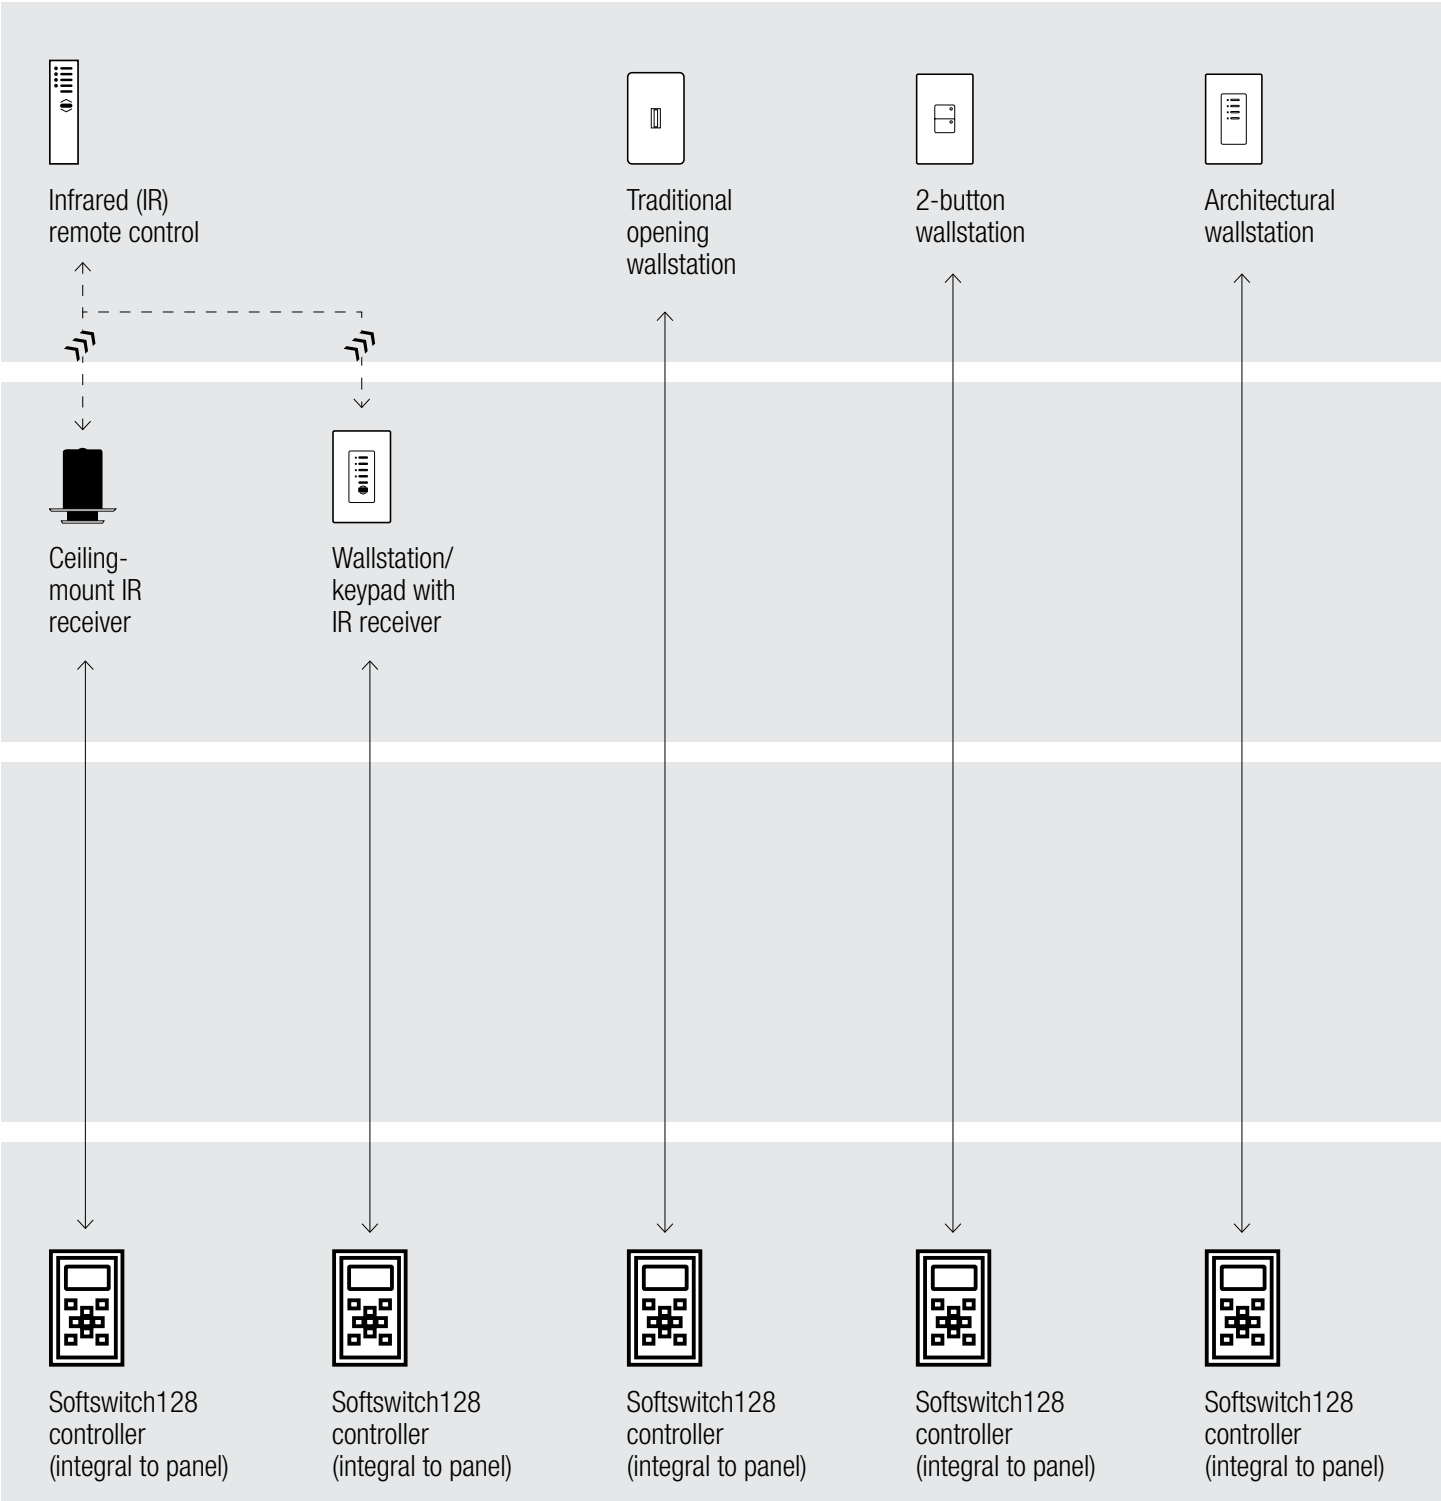 Infrared (IR)
remote control
Traditional
opening
wallstation
2-button
wallstation
Architectural
wallstation
Ceiling-
mount IR
receiver
Wallstation/
keypad with
IR receiver
Softswitch128
controller
(integral to panel)
Softswitch128
controller
(integral to panel)
Softswitch128
controller
(integral to panel)
Softswitch128
controller
(integral to panel)
Softswitch128
controller
(integral to panel)